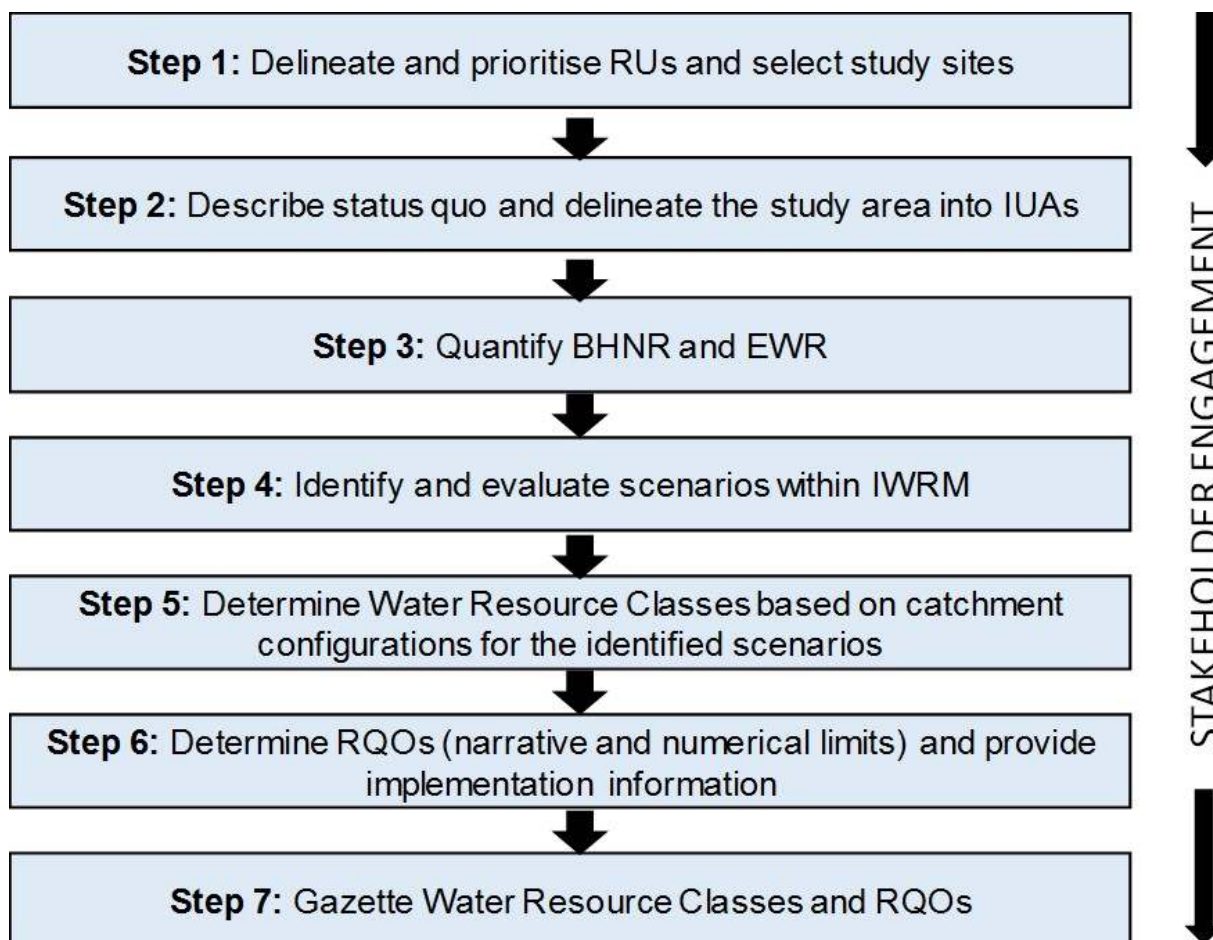 Step 1: Delineate and prioritise RUs and select study sites
Step 2: Describe status quo and delineate the study area into IUAs
Step 3: Quantify BHNR and EWR
Step 4: Identify and evaluate scenarios within IWRM
Step 5: Determine Water Resource Classes based on catchment
configurations for the identified scenarios
Step 6: Determine RQOs (narrative and numerical limits) and provide
implementation information
Step 7: Gazette Water Resource Classes and RQOs
STAKEHOLDER ENGAGEMENT